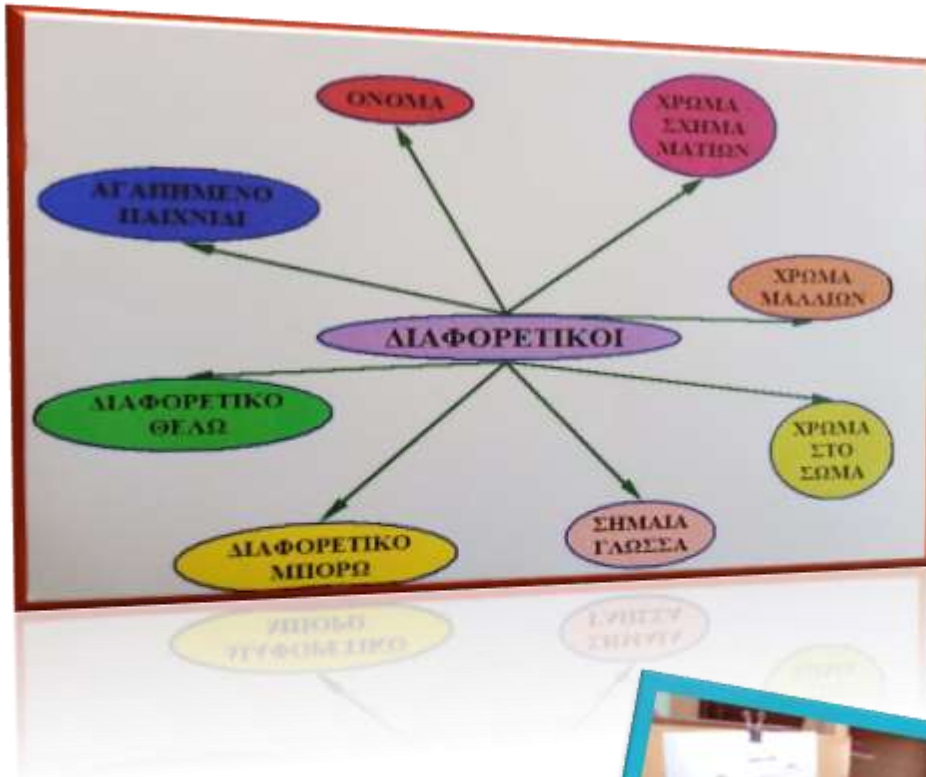 ΟΝΟΜΑ
ΧΡΩΜΑ
ΣΧΗΜΑ
ΜΑΤΙΩΝ
ΑΓΑΠΗΜΕΝΟ
ΠΑΙΧΝΙΔΙ
ΧΡΩΜΑ
ΜΑΛΛΙΩΝ
ΔΙΑΦΟΡΕΤΙΚΟΙ
ΔΙΑΦΟΡΕΤΙΚΟ
ΘΕΛΩ
ΧΡΩΜΑ
ΣΤΟ
ΣΩΜΑ
ΔΙΑΦΟΡΕΤΙΚΟ
ΜΠΟΡΩ
ΣΗΜΑΙΑ
ΓΛΩΣΣΑ